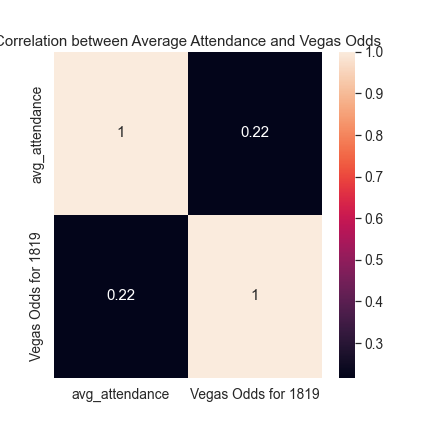 Correlation between Average Attendance and Vegas Odds
avg_attendance
Vegas Odds for 1819
1
0.22
0.22
1
avg_attendance
Vegas Odds for 1819
1.0
0.9
0.8
0.7
0.6
0.5
0.4
0.3